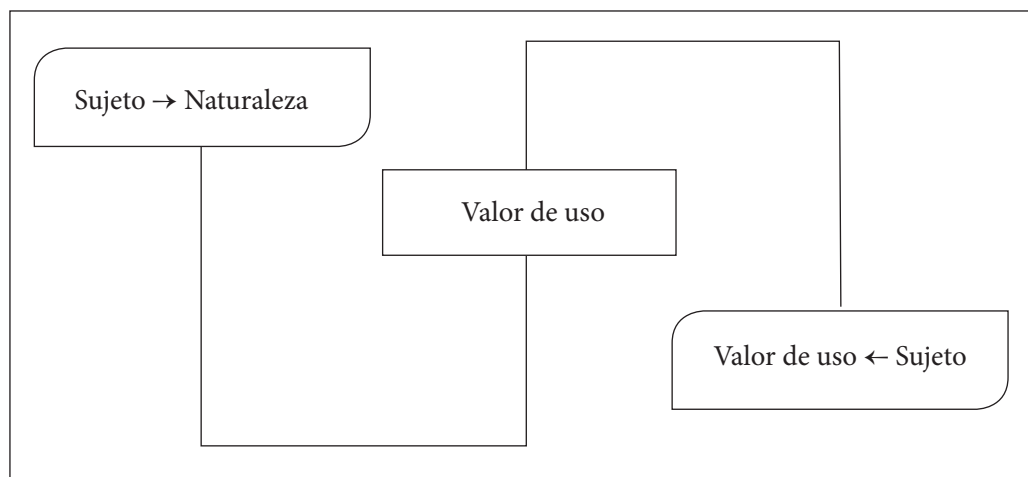 Sujeto → Naturaleza
Valor de uso
Valor de uso ← Sujeto